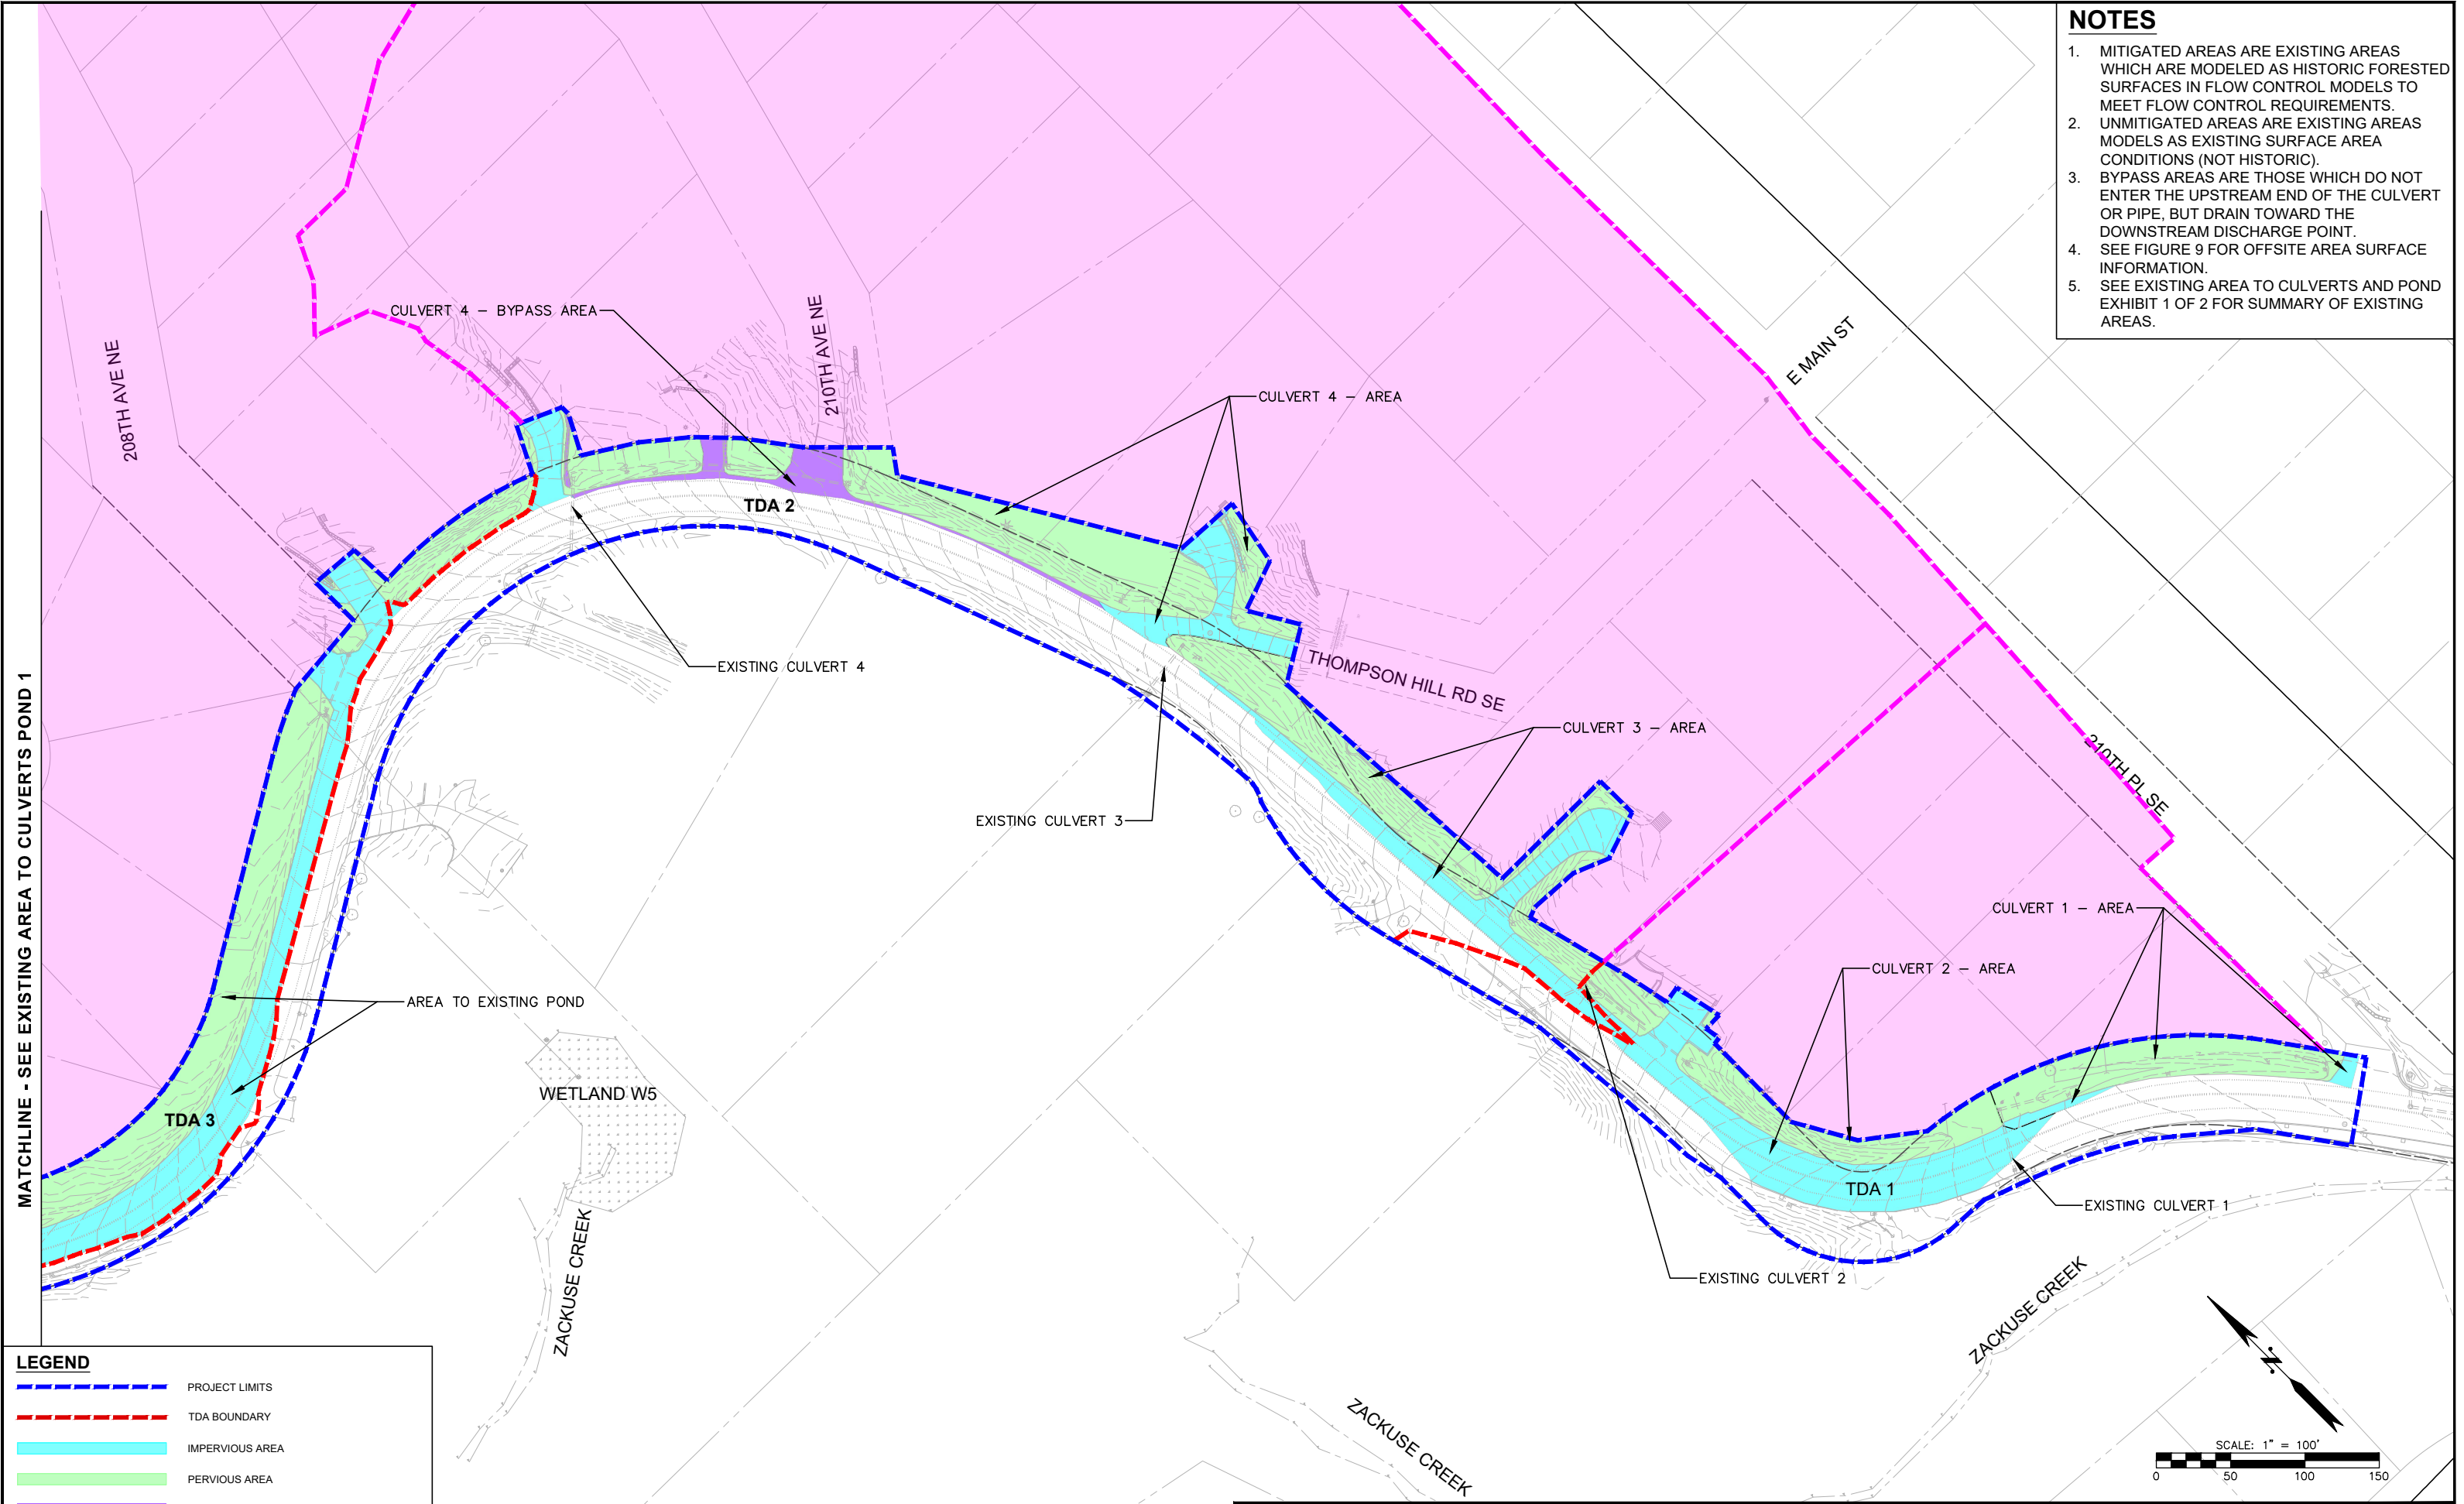 NOTES
1. MITIGATED AREAS ARE EXISTING AREAS
WHICH ARE MODELED AS HISTORIC FORESTED
SURFACES IN FLOW CONTROL MODELS TO
MEET FLOW CONTROL REQUIREMENTS.
2. UNMITIGATED AREAS ARE EXISTING AREAS
MODELS AS EXISTING SURFACE AREA
CONDITIONS (NOT HISTORIC).
3. BYPASS AREAS ARE THOSE WHICH DO NOT
ENTER THE UPSTREAM END OF THE CULVERT
OR PIPE, BUT DRAIN TOWARD THE
DOWNSTREAM DISCHARGE POINT.
4. SEE FIGURE 9 FOR OFFSITE AREA SURFACE
INFORMATION.
5. SEE EXISTING AREA TO CULVERTS AND POND
EXHIBIT 1 OF 2 FOR SUMMARY OF EXISTING
AREAS.
CULVERT 4 – BYPASS AREA
210TH AVE NE
208TH AVE NE
E MAIN ST
CULVERT 4 – AREA
TDA 2
EXISTING CULVERT 4
THOMPSON HILL RD SE
CULVERT 3 – AREA
210TH PL SE
EXISTING CULVERT 3
MATCHLINE - SEE EXISTING AREA TO CULVERTS POND 1
CULVERT 1 – AREA
CULVERT 2 – AREA
AREA TO EXISTING POND
WETLAND W5
TDA 3
TDA 1
EXISTING CULVERT 1
EXISTING CULVERT 2
ZACKUSE CREEK
ZACKUSE CREEK
ZACKUSE CREEK
N
SCALE: 1" = 100'
0 50 100 150
LEGEND
PROJECT LIMITS
TDA BOUNDARY
IMPERVIOUS AREA
PERVIOUS AREA